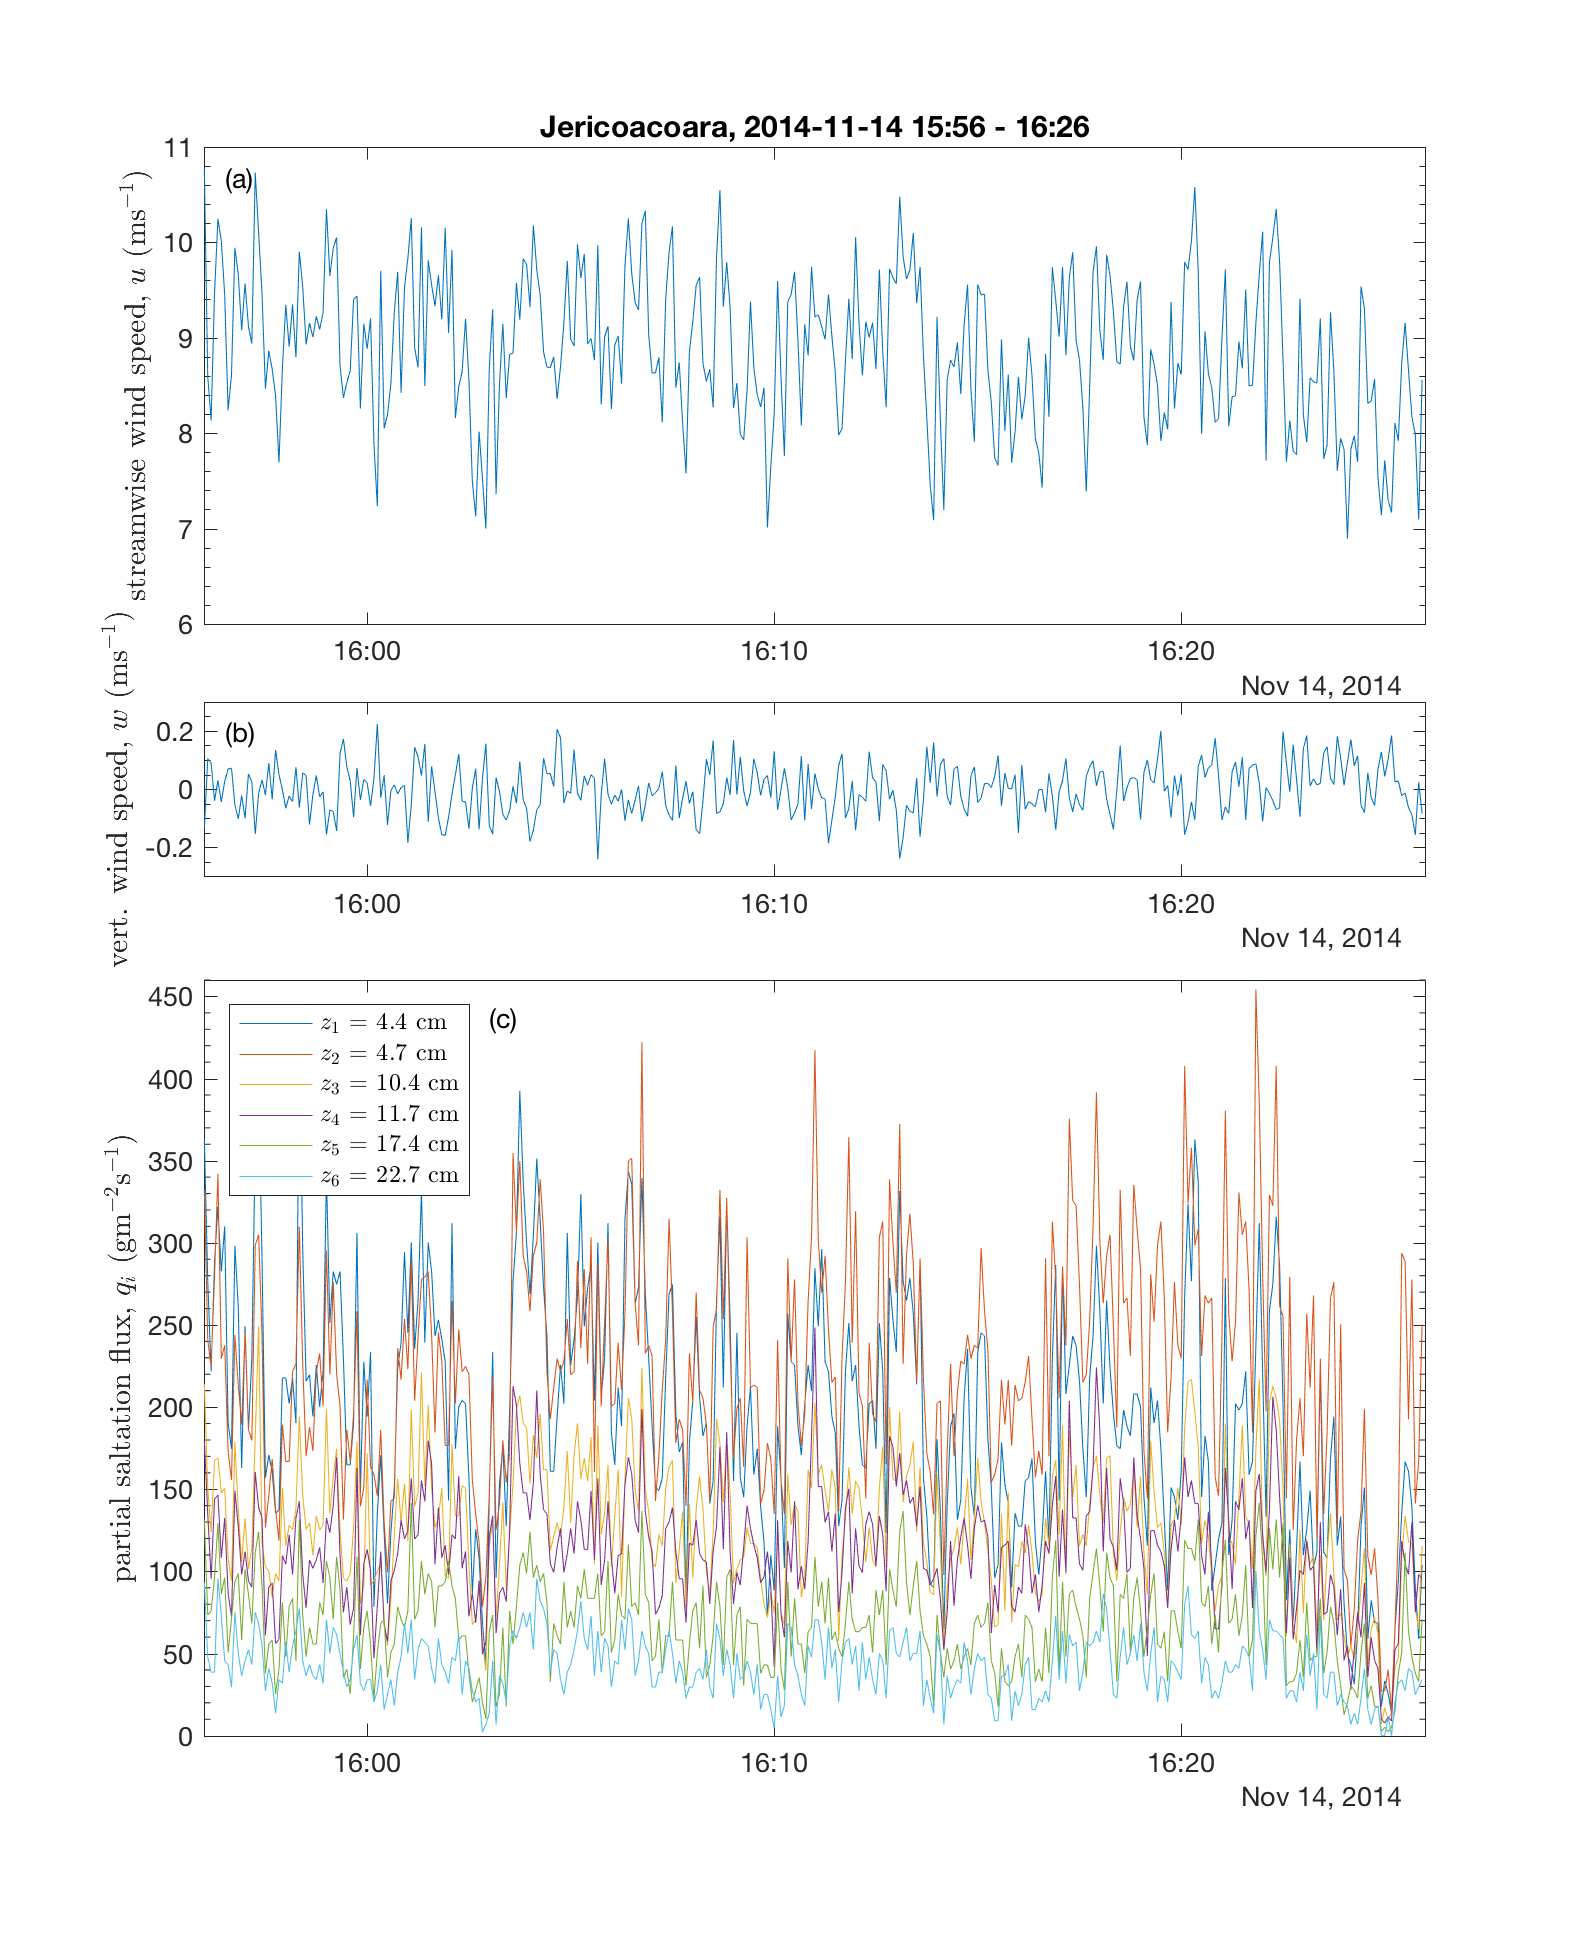 Jericoacoara, 2014-11-14 15:56 - 16:26
streamwise wind speed, u (ms⁻¹)
11
10
9
8
7
6
(a)
16:00 16:10 16:20
Nov 14, 2014
vert. wind speed, w (ms⁻¹)
0.2
0
-0.2
(b)
16:00 16:10 16:20
Nov 14, 2014
partial saltation flux, qᵢ (gm⁻²s⁻¹)
450
400
350
300
250
200
150
100
50
0
z₁ = 4.4 cm
z₂ = 4.7 cm
z₃ = 10.4 cm
z₄ = 11.7 cm
z₅ = 17.4 cm
z₆ = 22.7 cm
(c)
16:00 16:10 16:20
Nov 14, 2014